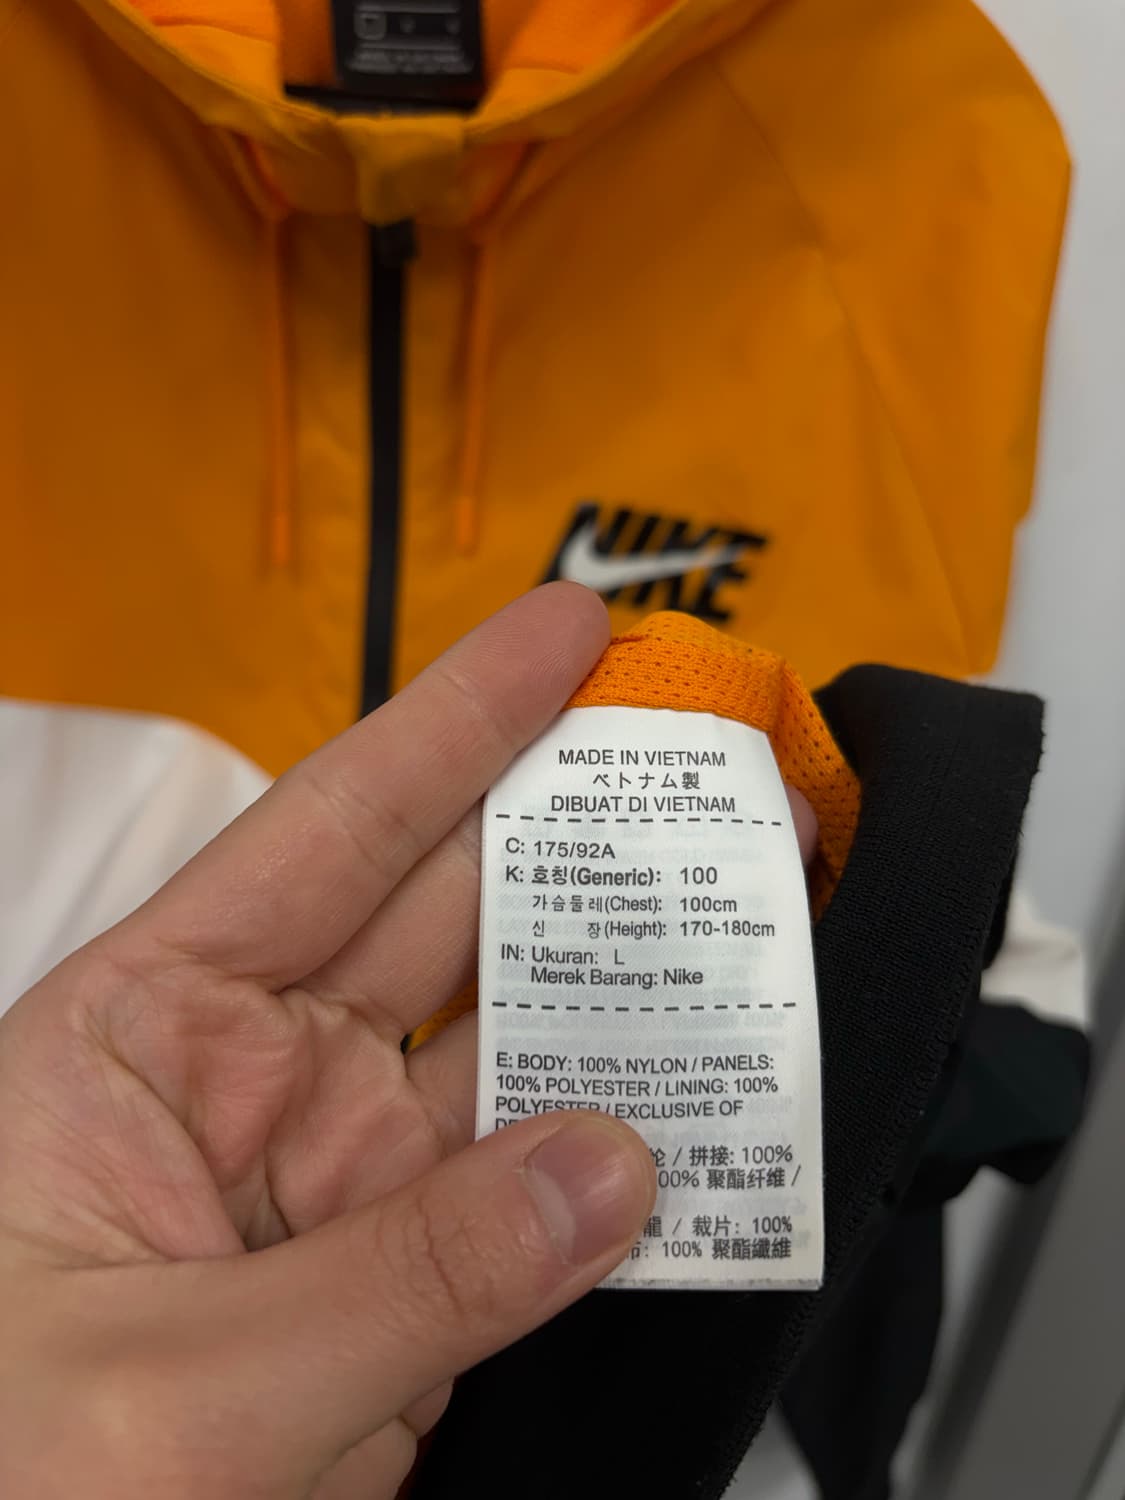 NIKE
MADE IN VIETNAM
ベトナム製
DIBUAT DI VIETNAM
C: 175/92A
K: 호칭(Generic): 100
가슴둘레(Chest): 100cm
신 장(Height): 170-180cm
IN: Ukuran: L
Merek Barang: Nike
E: BODY: 100% NYLON / PANELS:
100% POLYESTER / LINING: 100%
POLYESTER / EXCLUSIVE OF
/ 拼接: 100%
00% 聚酯纤维 /
龍 / 裁片: 100%
: 100% 聚酯纖維